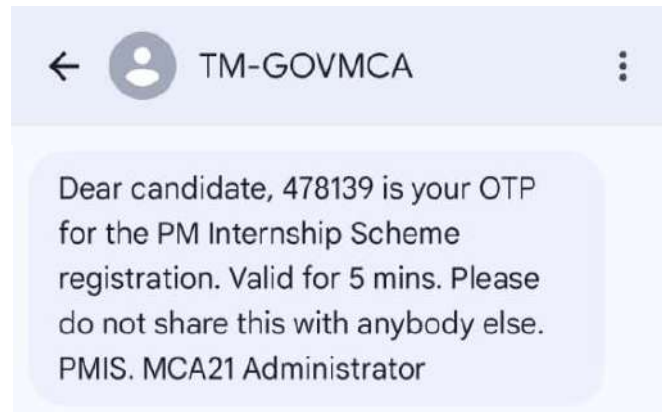 TM-GOVMCA
Dear candidate, 478139 is your OTP
for the PM Internship Scheme
registration. Valid for 5 mins. Please
do not share this with anybody else.
PMIS. MCA21 Administrator